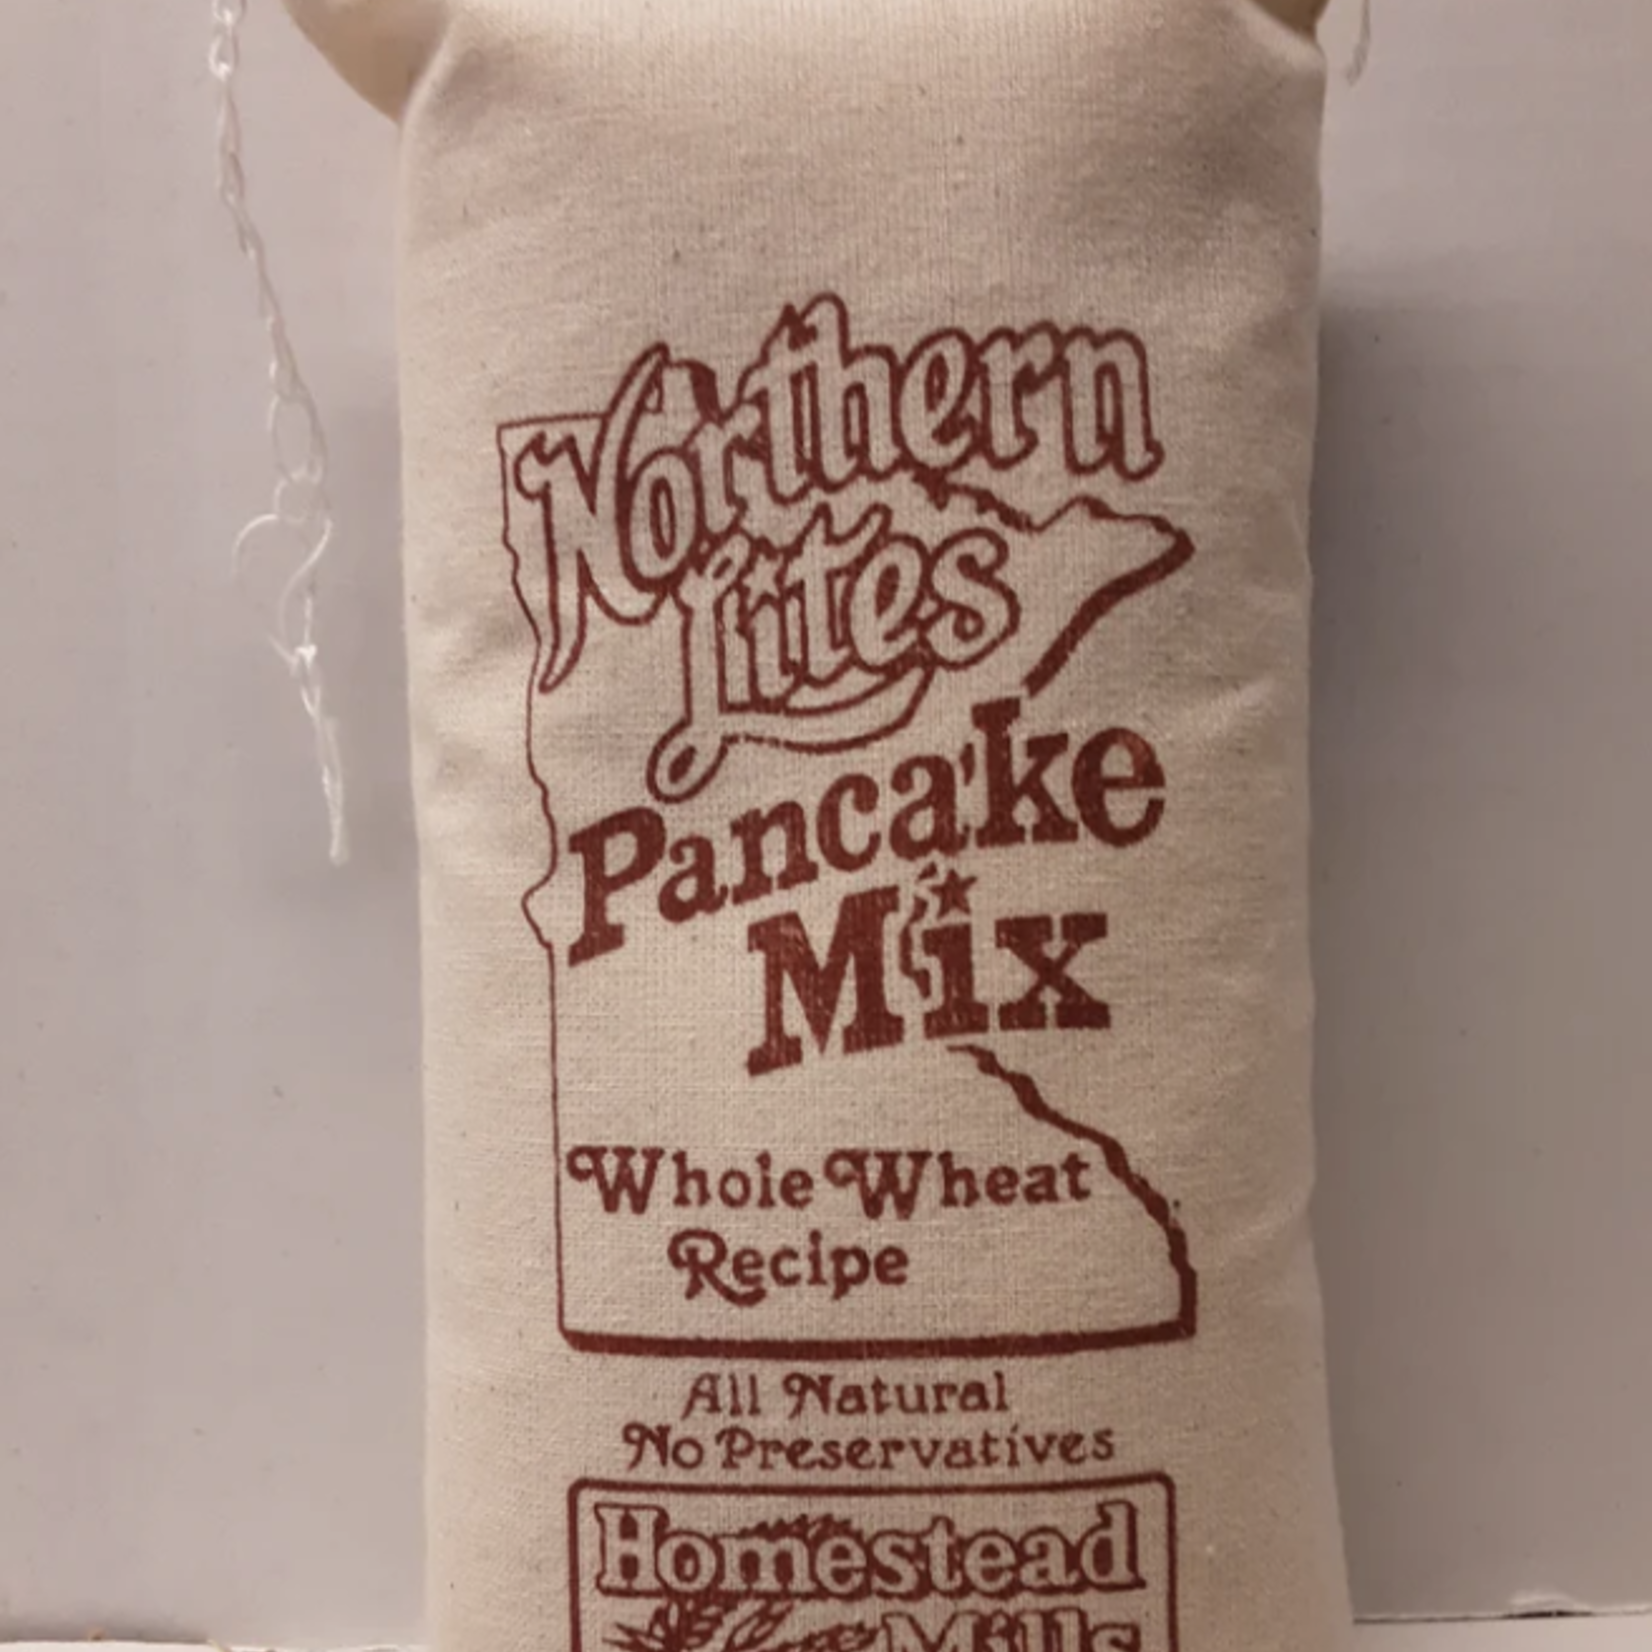 Northern
Lites
Pancake
Mix
Whole Wheat
Recipe
All Natural
No Preservatives
Homestead
Mills